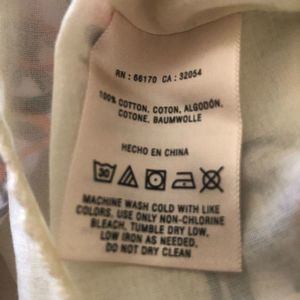 RN : 66170 CA : 32054
100% COTTON, COTON, ALGODÓN,
COTONE, BAUMWOLLE
HECHO EN CHINA
30
MACHINE WASH COLD WITH LIKE
COLORS. USE ONLY NON-CHLORINE
BLEACH, TUMBLE DRY LOW,
LOW IRON AS NEEDED,
DO NOT DRY CLEAN